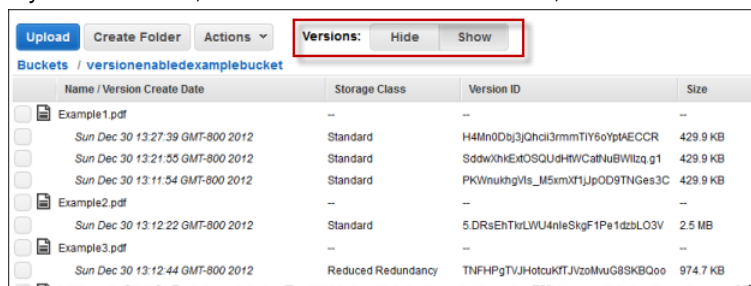 Upload Create Folder Actions Versions: Hide Show
Buckets / versionenabledexamplebucket
Name / Version Create Date Storage Class Version ID Size
Example1.pdf -- -- --
Sun Dec 30 13:27:39 GMT-800 2012 Standard H4Mn0Dbj3jQhcii3rmmTiY6oYptAECCR 429.9 KB
Sun Dec 30 13:21:55 GMT-800 2012 Standard SddwXhkExtOSQUdHtWCatNuBWllzq.g1 429.9 KB
Sun Dec 30 13:11:54 GMT-800 2012 Standard PKWnukhgVls_M5xmXf1jJpOD9TNGes3C 429.9 KB
Example2.pdf -- -- --
Sun Dec 30 13:12:22 GMT-800 2012 Standard 5.DRsEhTkrLWU4nleSkgF1Pe1dzbLO3V 2.5 MB
Example3.pdf -- -- --
Sun Dec 30 13:12:44 GMT-800 2012 Reduced Redundancy TNFHPgTVJHotcuKfTJVzoMvuG8SKBQoo 974.7 KB